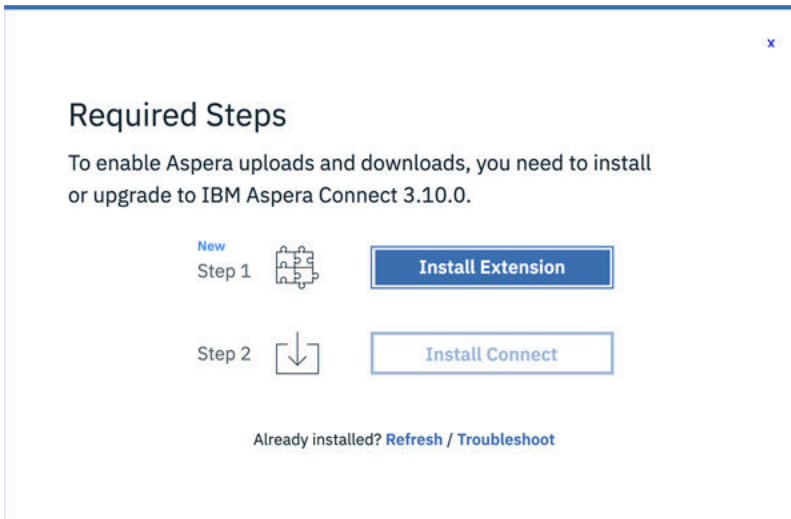 x
Required Steps
To enable Aspera uploads and downloads, you need to install
or upgrade to IBM Aspera Connect 3.10.0.
New
Step 1
Install Extension
Step 2
Install Connect
Already installed? Refresh / Troubleshoot